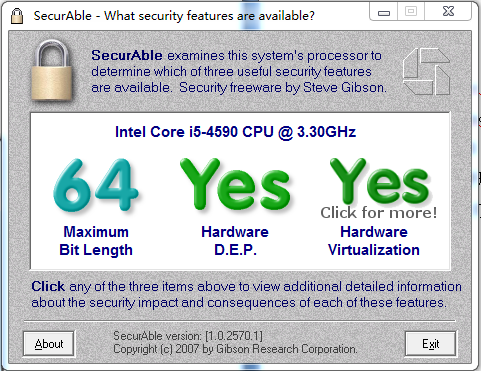 SecurAble - What security features are available?
SecurAble examines this system's processor to
determine which of three useful security features
are available. Security freeware by Steve Gibson.
Intel Core i5-4590 CPU @ 3.30GHz
64 Yes Yes
Click for more!
Maximum Hardware Hardware
Bit Length D.E.P. Virtualization
Click any of the three items above to view additional detailed information
about the security impact and consequences of each of these features.
About
SecurAble version: [1.0.2570.1]
Copyright (c) 2007 by Gibson Research Corporation.
Exit